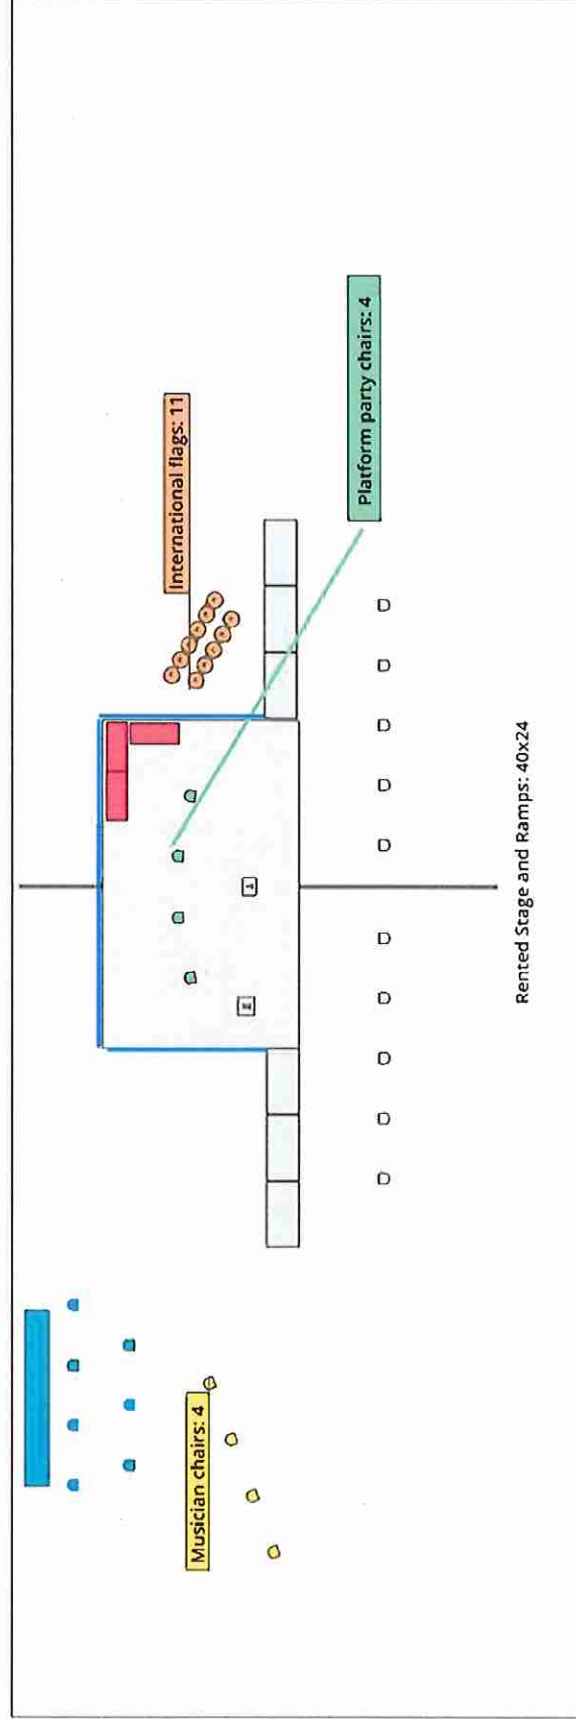 International flags: 11
Platform party chairs: 4
Musician chairs: 4
Rented Stage and Ramps: 40x24